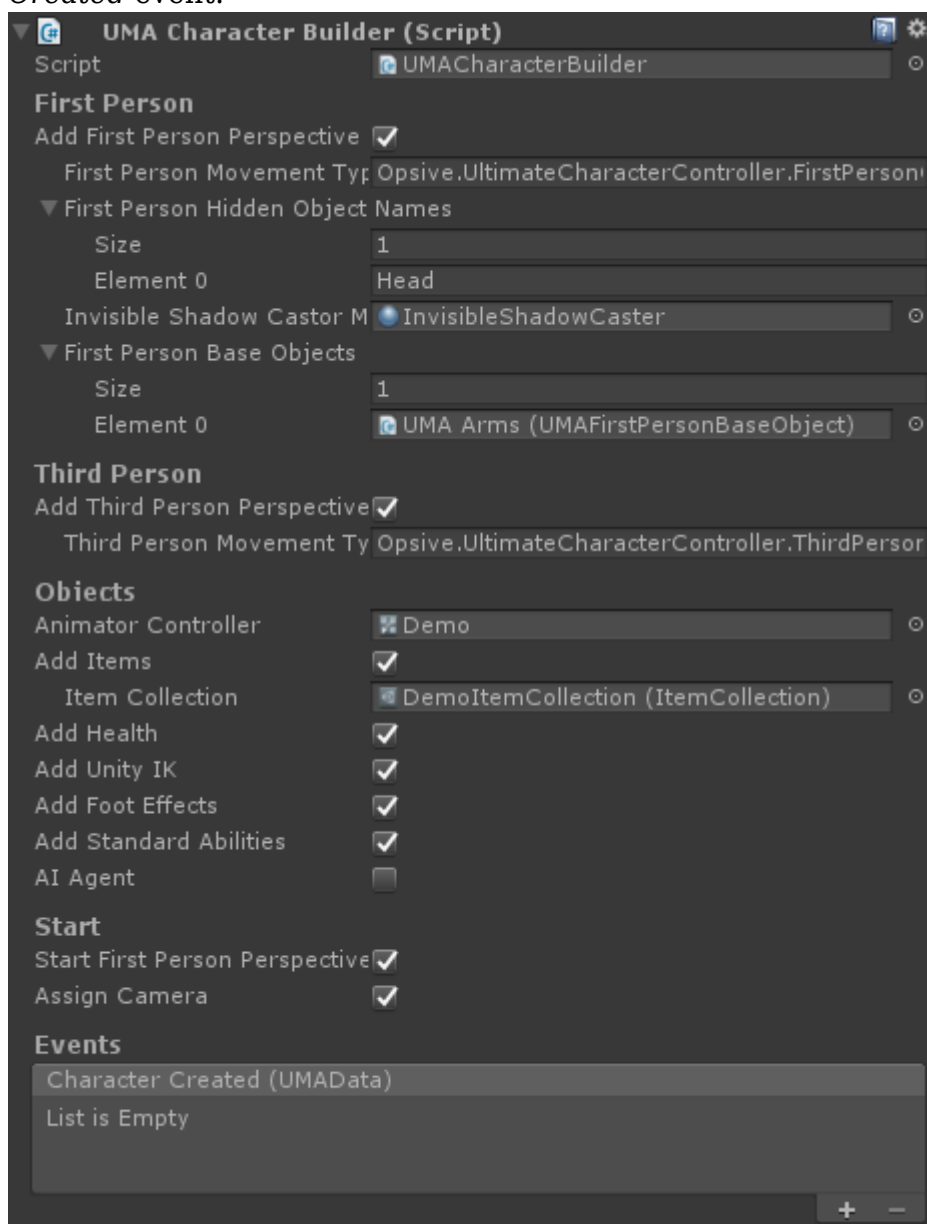 Created event.
UMA Character Builder (Script)
Script UMACharacterBuilder
First Person
Add First Person Perspective
First Person Movement Typ Opsive.UltimateCharacterController.FirstPerson
First Person Hidden Object Names
Size 1
Element 0 Head
Invisible Shadow Castor M InvisibleShadowCaster
First Person Base Objects
Size 1
Element 0 UMA Arms (UMAFirstPersonBaseObject)
Third Person
Add Third Person Perspective
Third Person Movement Ty Opsive.UltimateCharacterController.ThirdPerson
Objects
Animator Controller Demo
Add Items
Item Collection DemoItemCollection (ItemCollection)
Add Health
Add Unity IK
Add Foot Effects
Add Standard Abilities
AI Agent
Start
Start First Person Perspective
Assign Camera
Events
Character Created (UMAData)
List is Empty
+ −